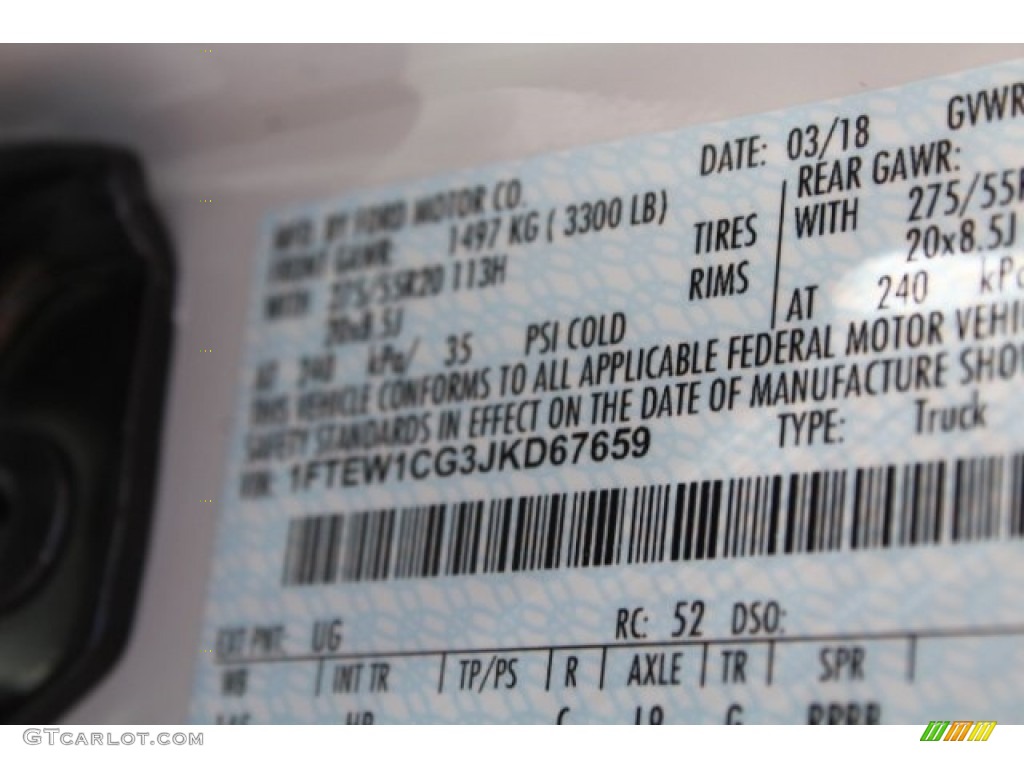 DATE: 03/18 GVWR
MFD. BY FORD MOTOR CO.
FRONT GAWR: 1497 KG ( 3300 LB) REAR GAWR:
WITH 275/55R20 113H TIRES WITH 275/55R
20x8.5J RIMS 20x8.5J
AT 240 kPa/ 35 PSI COLD AT 240 kPa
THIS VEHICLE CONFORMS TO ALL APPLICABLE FEDERAL MOTOR VEHI
SAFETY STANDARDS IN EFFECT ON THE DATE OF MANUFACTURE SHO
VIN: 1FTEW1CG3JKD67659 TYPE: Truck
EXT PNT: UG RC: 52 DSO:
WB INT TR TP/PS R AXLE TR SPR
C 19 G
GTCarLot.com